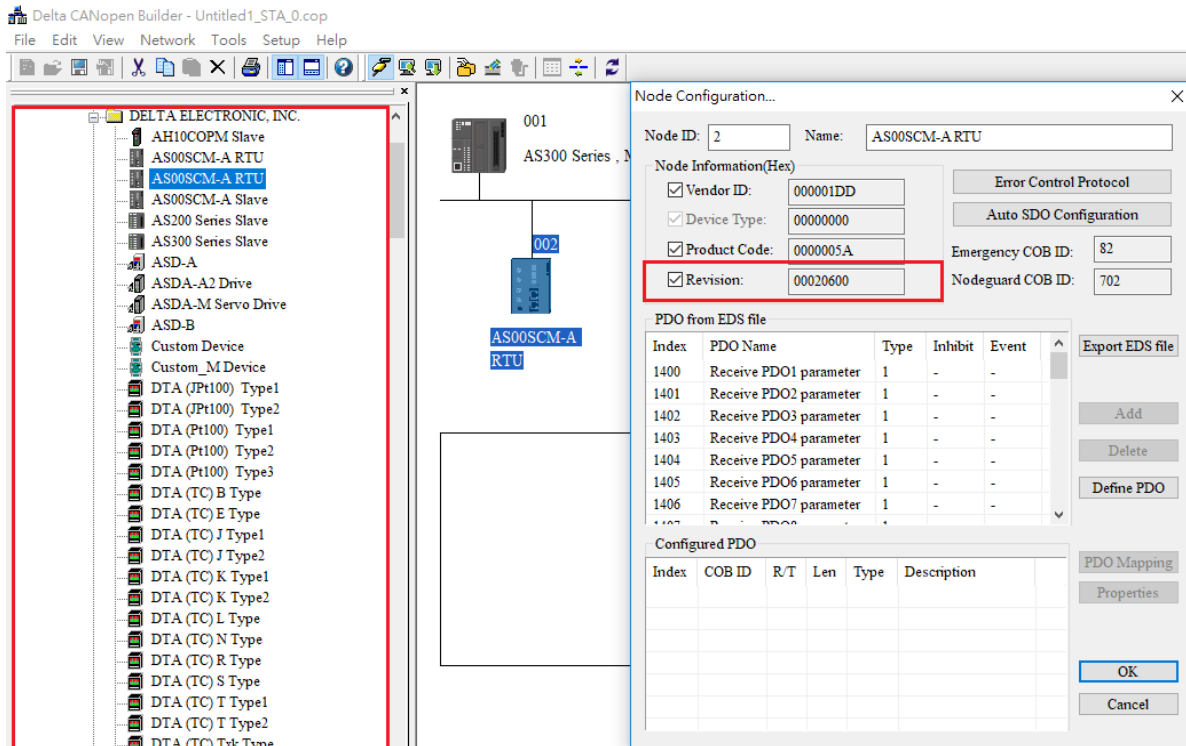 Delta CANopen Builder - Untitled1_STA_0.cop
File Edit View Network Tools Setup Help
DELTA ELECTRONIC, INC.
AH10COPM Slave
AS00SCM-A RTU
AS00SCM-A RTU
AS00SCM-A Slave
AS200 Series Slave
AS300 Series Slave
ASD-A
ASDA-A2 Drive
ASDA-M Servo Drive
ASD-B
Custom Device
Custom_M Device
DTA (JPt100) Type1
DTA (JPt100) Type2
DTA (Pt100) Type1
DTA (Pt100) Type2
DTA (Pt100) Type3
DTA (TC) B Type
DTA (TC) E Type
DTA (TC) J Type1
DTA (TC) J Type2
DTA (TC) K Type1
DTA (TC) K Type2
DTA (TC) L Type
DTA (TC) N Type
DTA (TC) R Type
DTA (TC) S Type
DTA (TC) T Type1
DTA (TC) T Type2
DTA (TC) Txk Type
001
AS300 Series ,
002
AS00SCM-A
RTU
Node Configuration...
Node ID: 2 Name: AS00SCM-A RTU
Node Information(Hex)
Vendor ID: 000001DD
Device Type: 00000000
Product Code: 0000005A
Revision: 00020600
Error Control Protocol
Auto SDO Configuration
Emergency COB ID: 82
Nodeguard COB ID: 702
PDO from EDS file
Index PDO Name Type Inhibit Event
1400 Receive PDO1 parameter 1 - -
1401 Receive PDO2 parameter 1 - -
1402 Receive PDO3 parameter 1 - -
1403 Receive PDO4 parameter 1 - -
1404 Receive PDO5 parameter 1 - -
1405 Receive PDO6 parameter 1 - -
1406 Receive PDO7 parameter 1 - -
Export EDS file
Add
Delete
Define PDO
Configured PDO
Index COB ID R/T Len Type Description
PDO Mapping
Properties
OK
Cancel